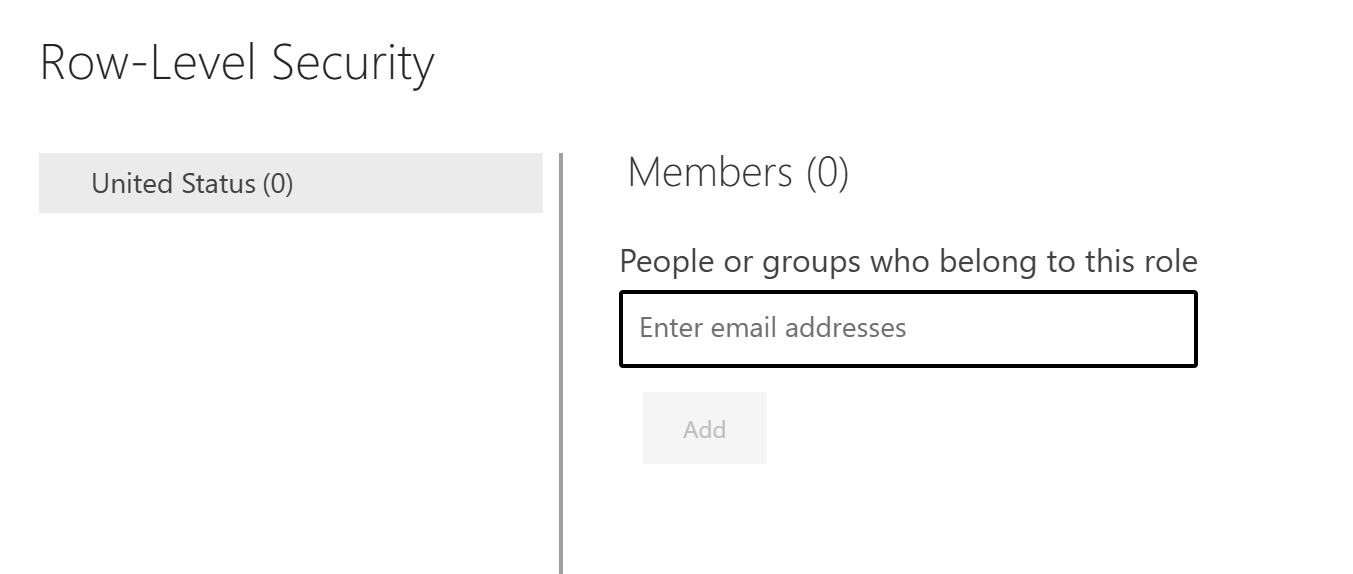 Row-Level Security
United Status (0)
Members (0)
People or groups who belong to this role
Enter email addresses
Add